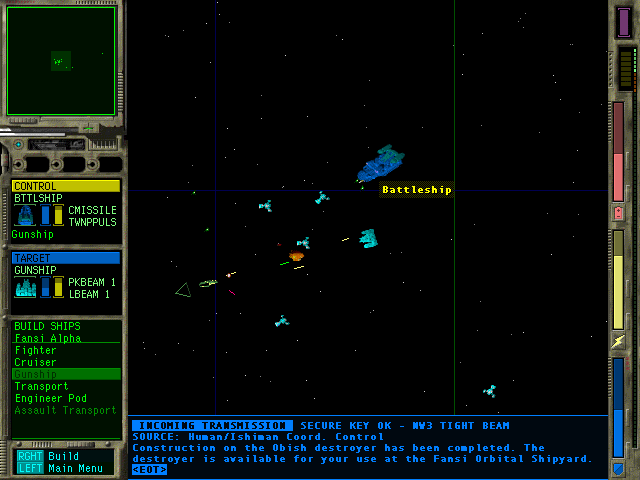 CONTROL
BTTLSHIP
CMISSILE
TWNPPULS
Gunship
TARGET
GUNSHIP
PKBEAM 1
LBEAM 1
BUILD SHIPS
Fansi Alpha
Fighter
Cruiser
Gunship
Transport
Engineer Pod
Assault Transport
RGHT Build
LEFT Main Menu
Battleship
INCOMING TRANSMISSION SECURE KEY OK - NW3 TIGHT BEAM
SOURCE: Human/Ishiman Coord. Control
Construction on the Obish destroyer has been completed. The
destroyer is available for your use at the Fansi Orbital Shipyard.
<EOT>